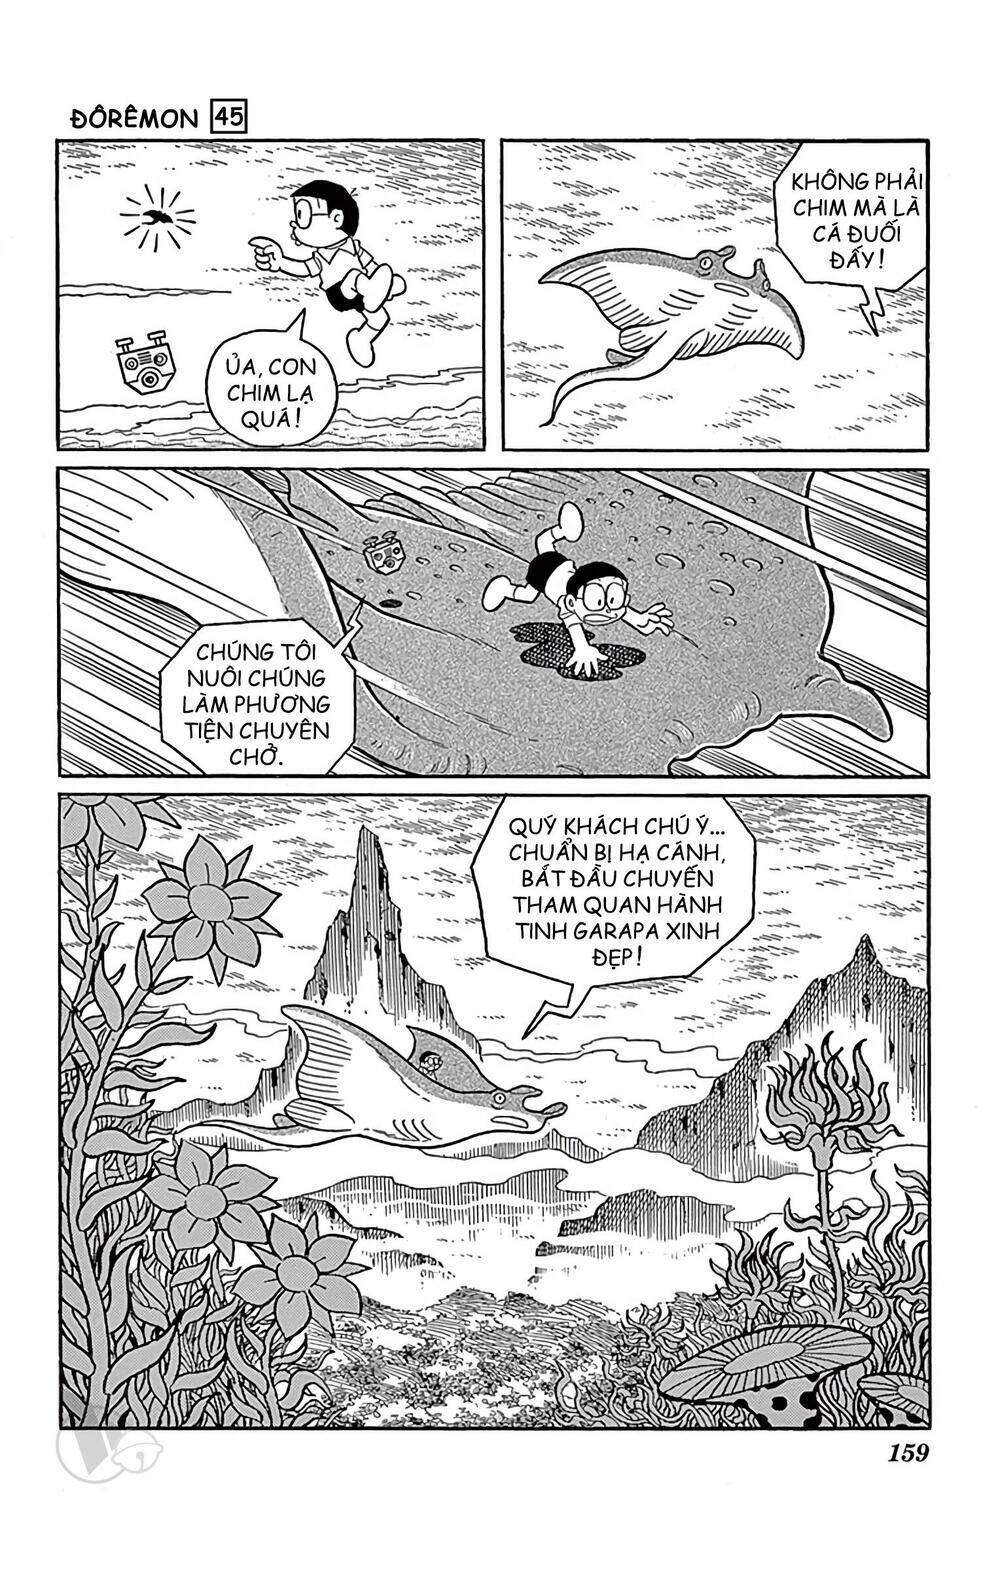 ĐÔRÊMON 45
ỦA, CON
CHIM LẠ
QUÁ!
KHÔNG PHẢI
CHIM MÀ LÀ
CÁ ĐUỐI
ĐẤY!
CHÚNG TÔI
NUÔI CHÚNG
LÀM PHƯƠNG
TIỆN CHUYÊN
CHỞ.
QUÝ KHÁCH CHÚ Ý...
CHUẨN BỊ HẠ CÁNH,
BẮT ĐẦU CHUYẾN
THAM QUAN HÀNH
TINH GARAPA XINH
ĐẸP!
159